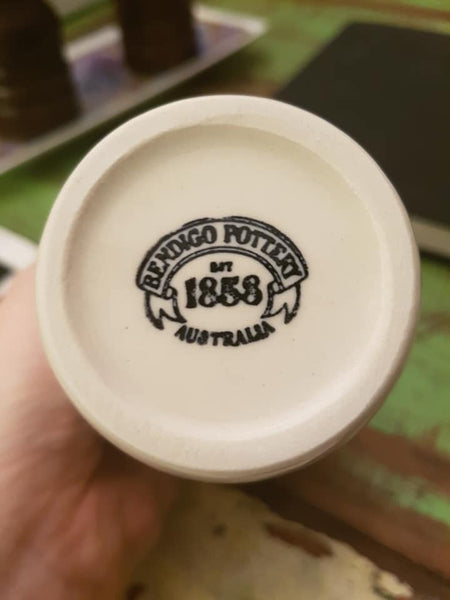 BENDIGO POTTERY
EST
1858
AUSTRALIA